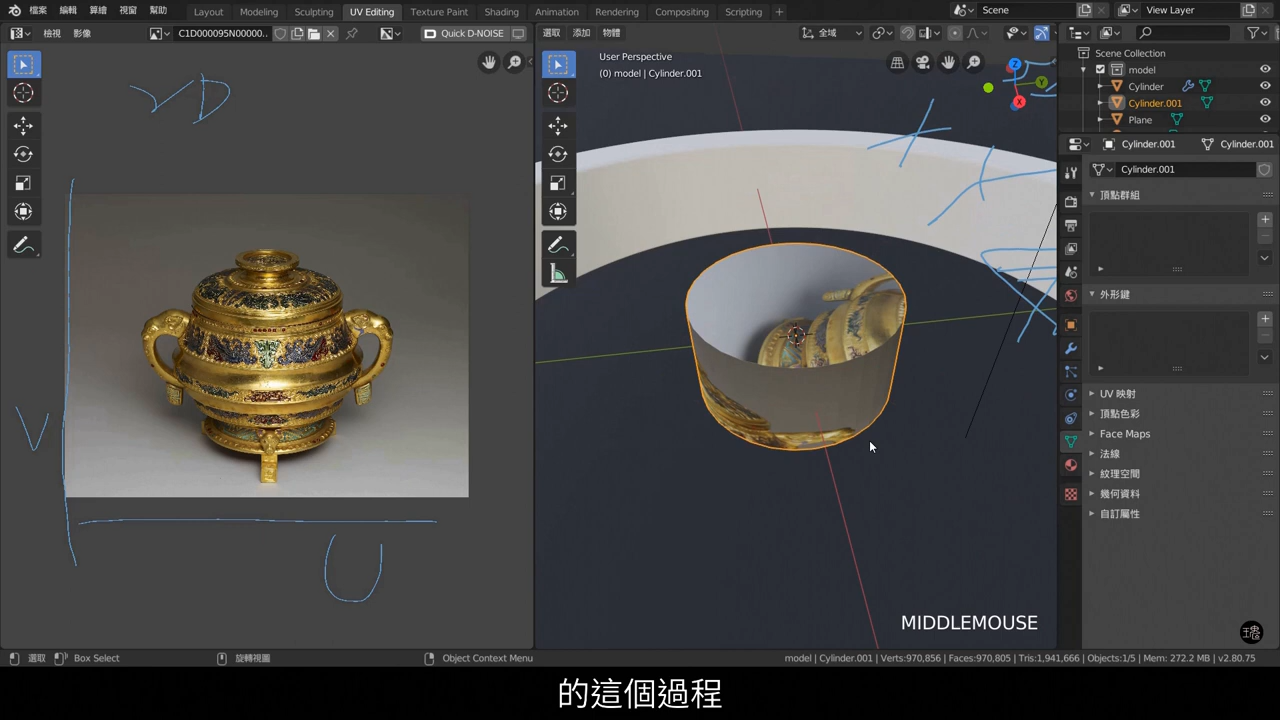 檔案 編輯 算繪 視窗 幫助
Layout Modeling Sculpting UV Editing Texture Paint Shading Animation Rendering Compositing Scripting +
Scene
View Layer
檢視 影像
C1D000095N00000..
Quick D-NOISE
選取 添加 物體
全域
User Perspective
(0) model | Cylinder.001
Z
Y
X
Scene Collection
model
Cylinder
Cylinder.001
Plane
Cylinder.001 Cylinder.001
Cylinder.001
頂點群組
外形鍵
UV 映射
頂點色彩
Face Maps
法線
紋理空間
幾何資料
自訂屬性
2D
V
U
X
Y
Z
MIDDLEMOUSE
瑰
選取 Box Select 旋轉視圖 Object Context Menu
model | Cylinder.001 | Verts:970,856 | Faces:970,805 | Tris:1,941,666 | Objects:1/5 | Mem: 272.2 MB | v2.80.75
的這個過程